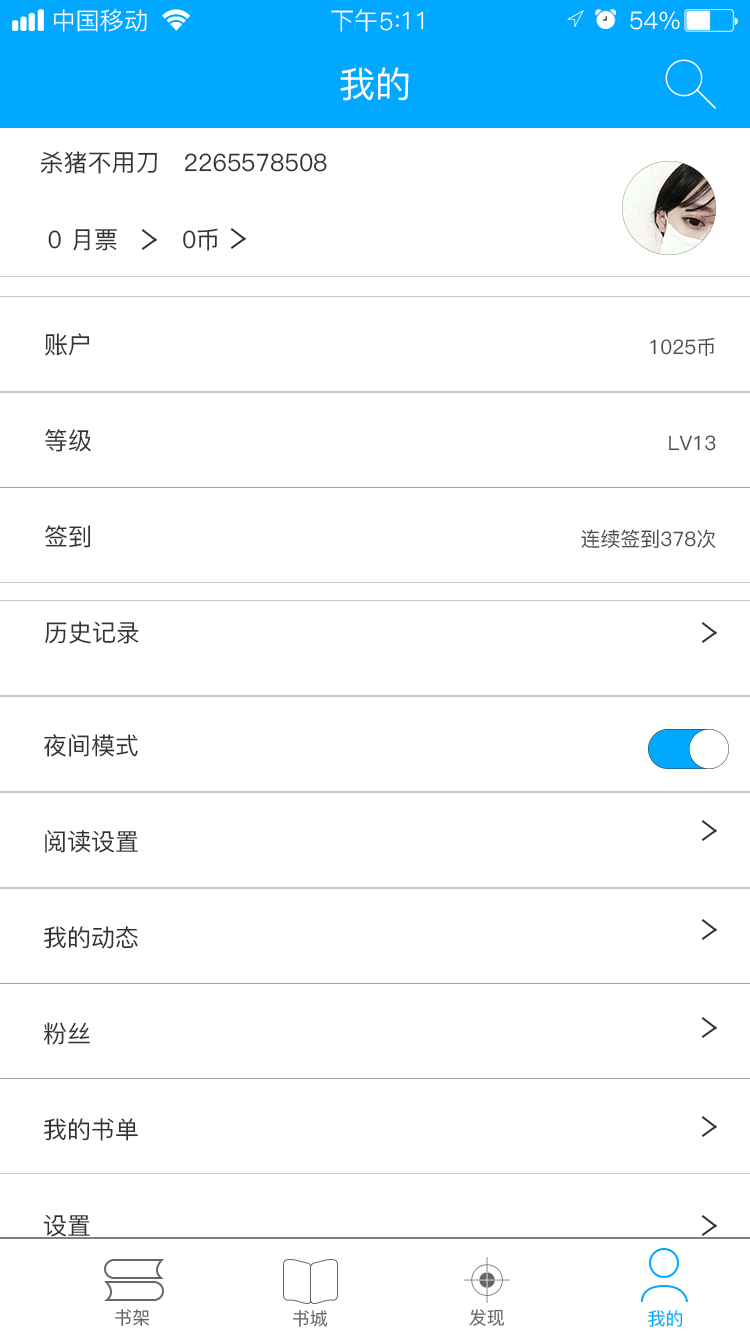 中国移动 下午5:11 54%
我的
杀猪不用刀 2265578508
0 月票 > 0币 >
账户 1025币
等级 LV13
签到 连续签到378次
历史记录
夜间模式
阅读设置
我的动态
粉丝
我的书单
设置
书架 书城 发现 我的